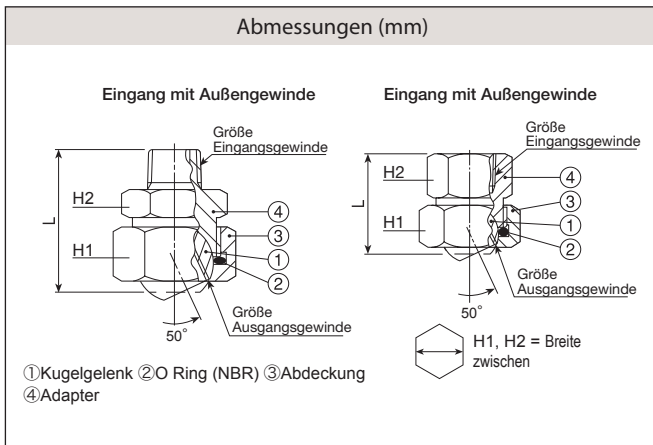 Abmessungen (mm)
Eingang mit Außengewinde
Größe
Eingangsgewinde
L
H2
H1
④
③
①
②
Größe
Ausgangsgewinde
50°
Eingang mit Außengewinde
Größe
Eingangsgewinde
L
H2
H1
④
③
①
②
Größe
Ausgangsgewinde
50°
H1, H2 = Breite
zwischen
①Kugelgelenk ②O Ring (NBR) ③Abdeckung
④Adapter